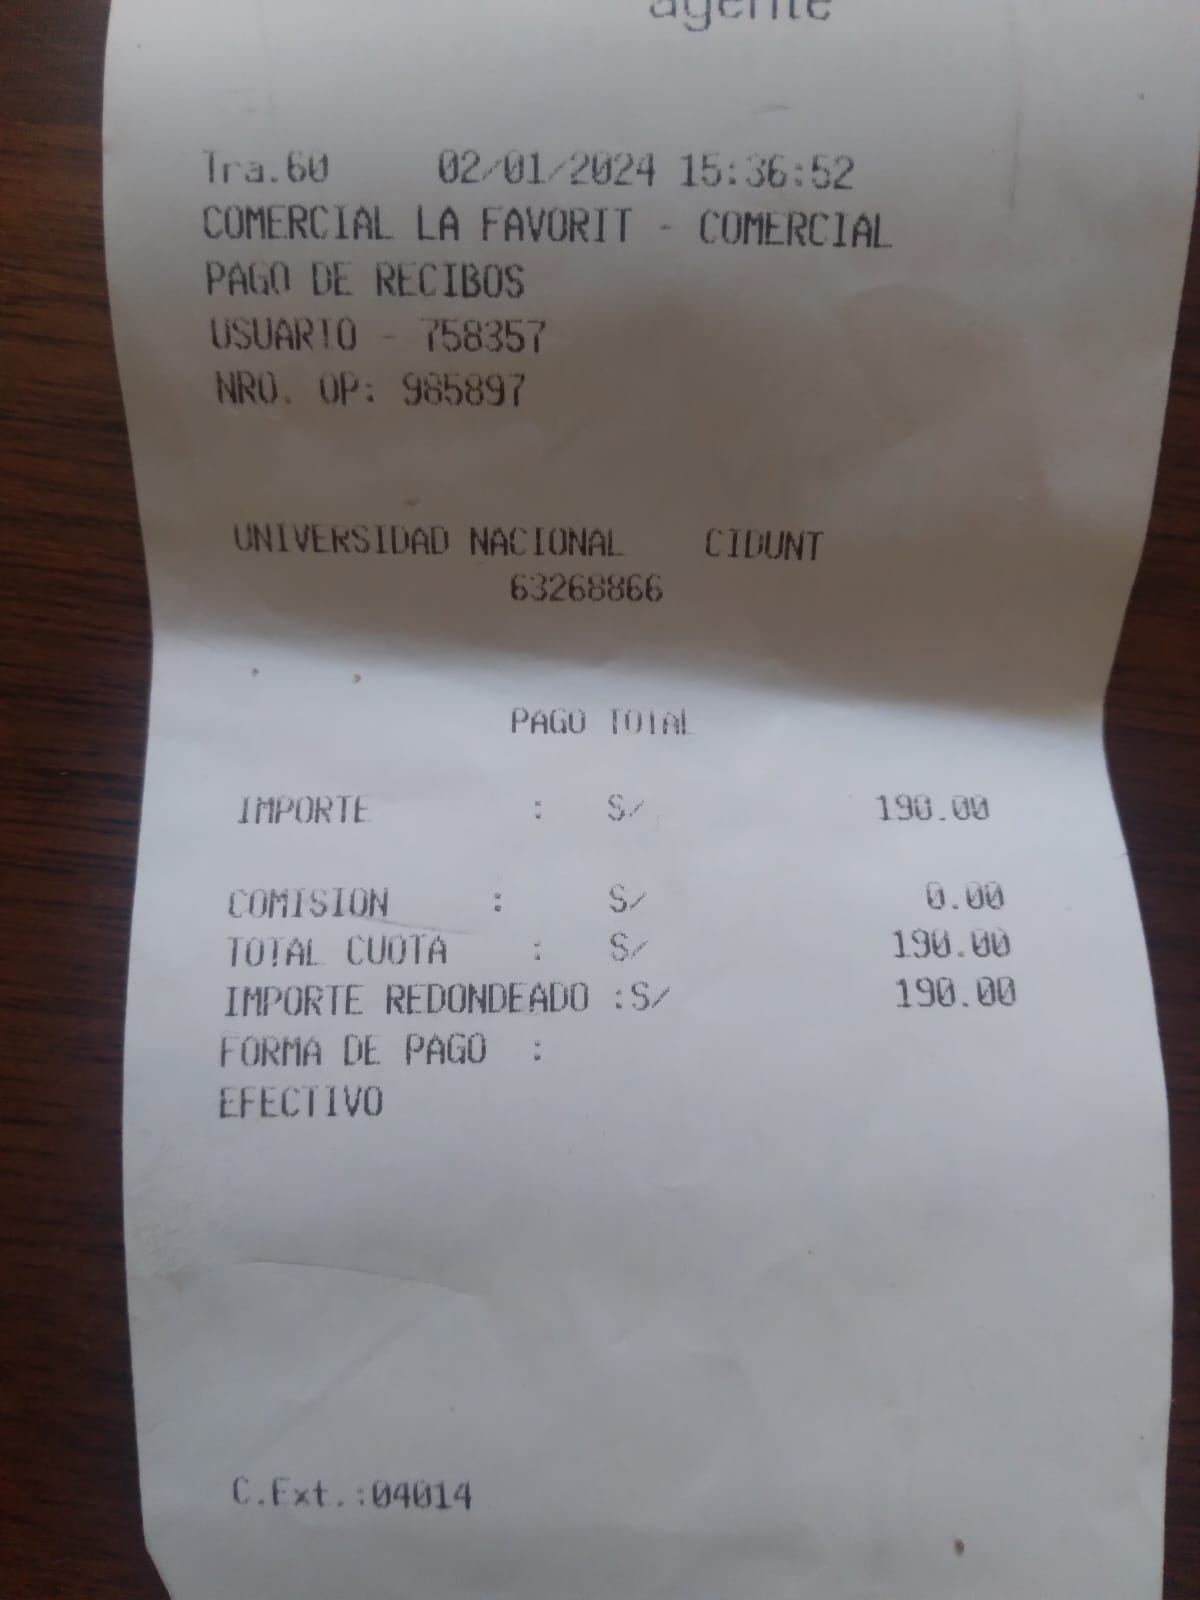 agente
Tra.60 02/01/2024 15:36:52
COMERCIAL LA FAVORIT - COMERCIAL
PAGO DE RECIBOS
USUARIO - 758357
NRO. OP: 985897
UNIVERSIDAD NACIONAL CIDUNT
63268866
PAGO TOTAL
IMPORTE : S/ 190.00
COMISION : S/ 0.00
TOTAL CUOTA : S/ 190.00
IMPORTE REDONDEADO :S/ 190.00
FORMA DE PAGO :
EFECTIVO
C.Ext.:04014